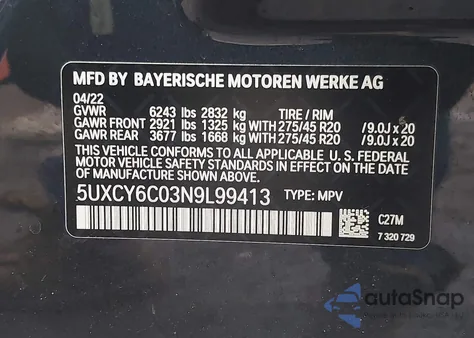 MFD BY BAYERISCHE MOTOREN WERKE AG
04/22
GVWR 6243 lbs 2832 kg TIRE / RIM
GAWR FRONT 2921 lbs 1325 kg WITH 275/45 R20 /9.0J x 20
GAWR REAR 3677 lbs 1668 kg WITH 275/45 R20 /9.0J x 20
THIS VEHICLE CONFORMS TO ALL APPLICABLE U. S. FEDERAL
MOTOR VEHICLE SAFETY STANDARDS IN EFFECT ON THE DATE
OF MANUFACTURE SHOWN ABOVE.
5UXCY6C03N9L99413 TYPE: MPV
C27M
7 320 729
autoSnap